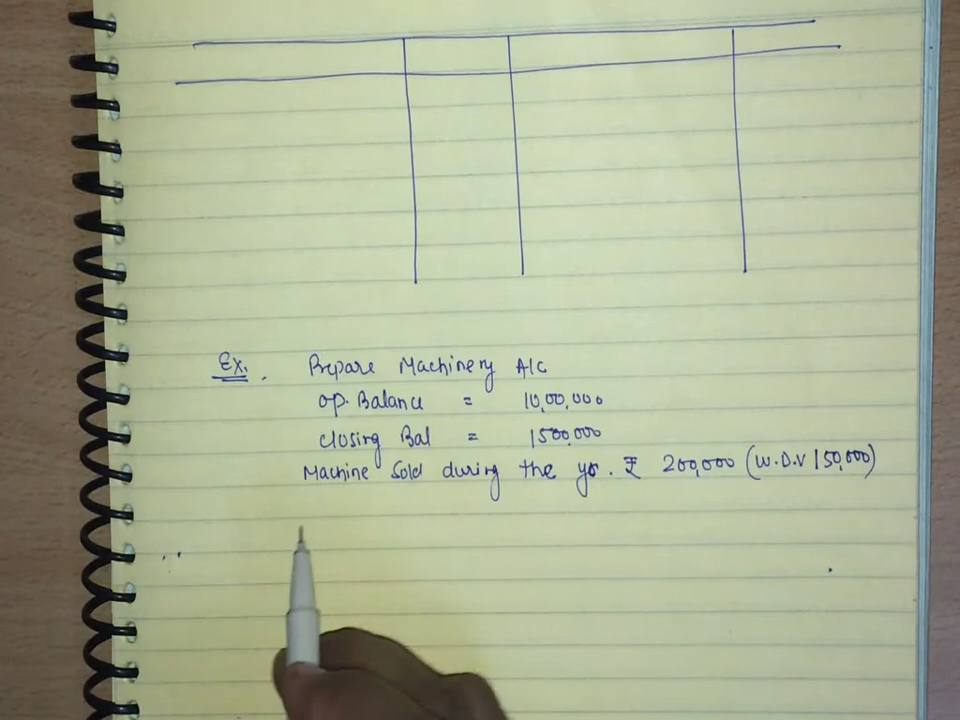 Ex. Prepare Machinery A/C
Op. Balance = 10,00,000
Closing Bal = 1500,000
Machine Sold during the yr. ₹ 200,000 (W.D.V 150,000)